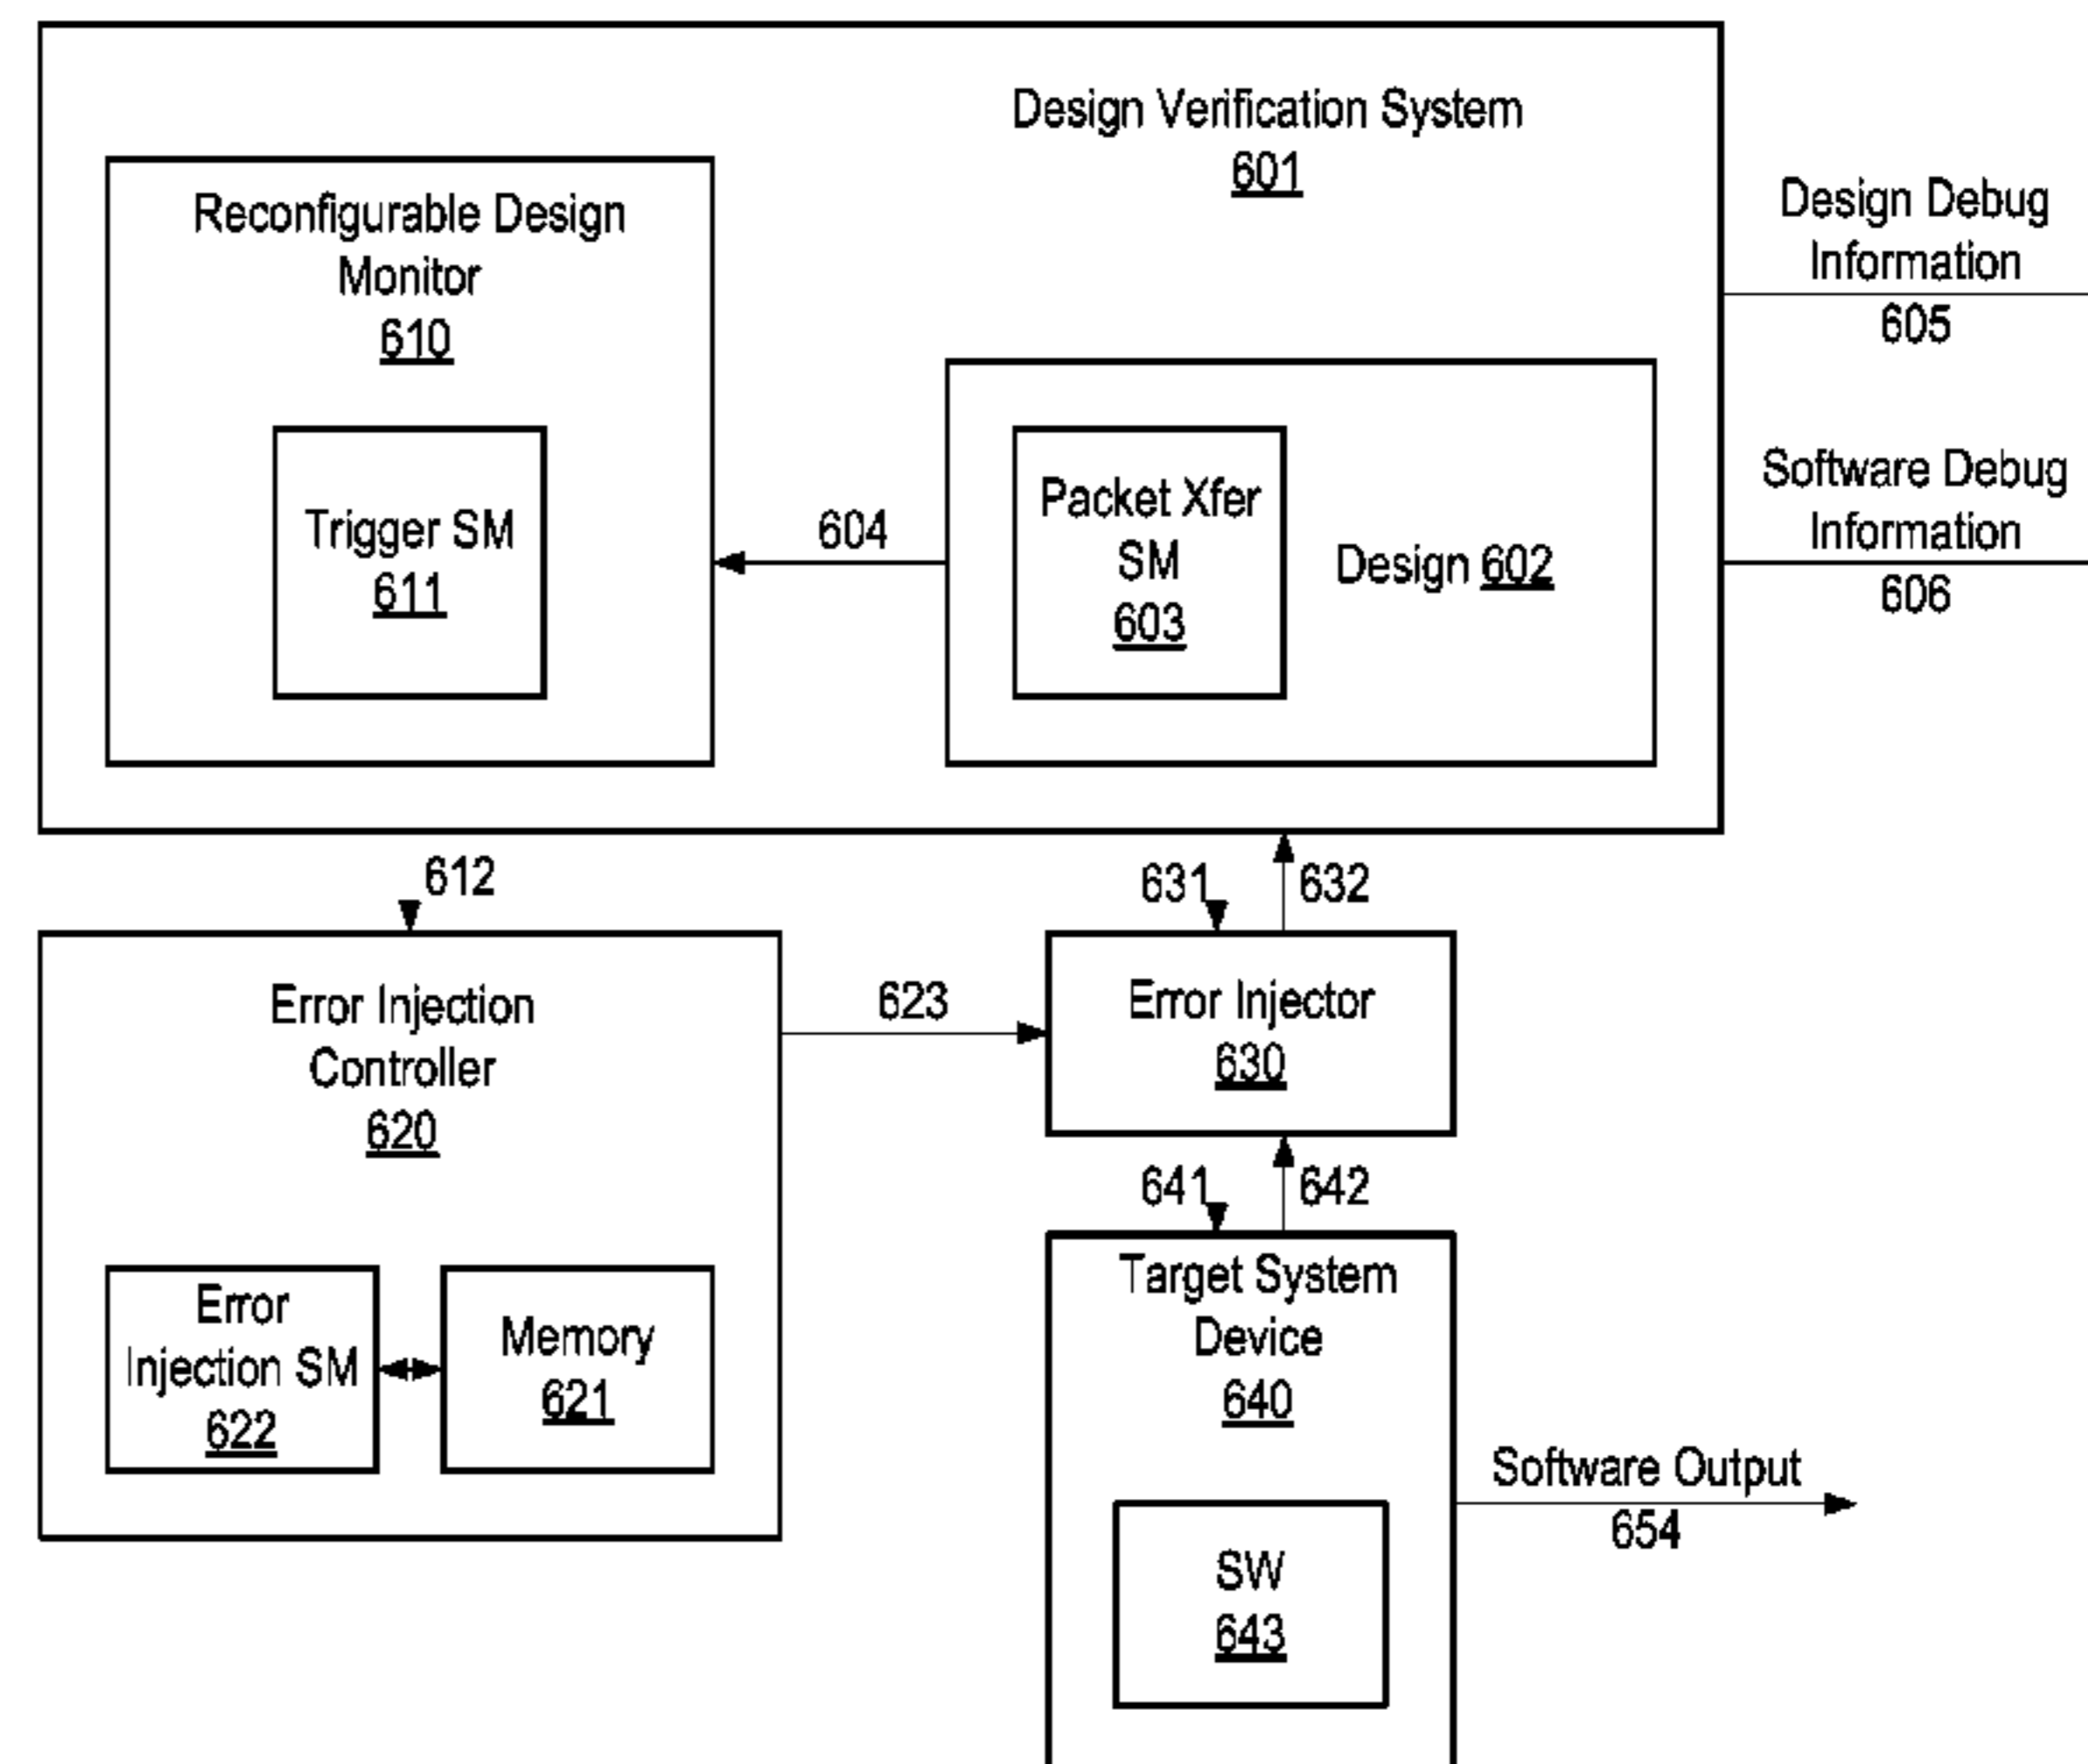 Design Verification System
601
Reconfigurable Design
Monitor
610
Trigger SM
611
604
Packet Xfer
SM
603
Design 602
Design Debug
Information
605
Software Debug
Information
606
612
631
632
Error Injection
Controller
620
623
Error Injector
630
641
642
Error
Injection SM
622
Memory
621
Target System
Device
640
SW
643
Software Output
654